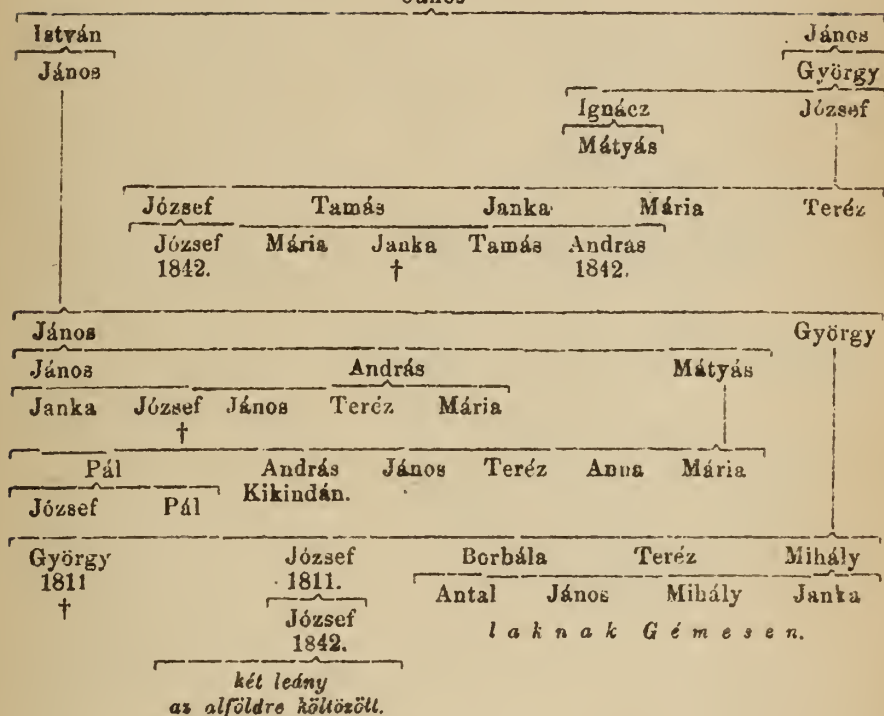 István János
János György
Ignácz József
Mátyás
József Tamás Janka Mária Teréz
József Mária Janka Tamás András
1842. † 1842.
János György
János András Mátyás
Janka József János Teréz Mária
†
Pál András János Teréz Anna Mária
Kikindán.
József Pál
György József Borbála Teréz Mihály
1811 1811.
† József Antal János Mihály Janka
1842. laknak Gémesen.
két leány
az alföldre költözött.